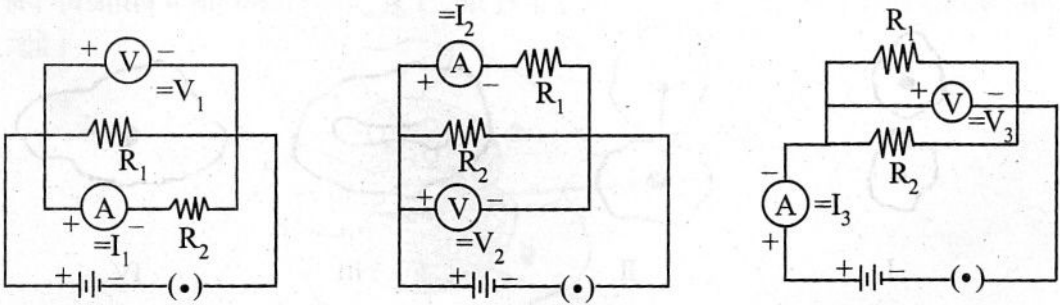 + V −
=V₁
R₁
+ A −
=I₁
R₂
+ −
(•)
=I₂
+ A −
R₁
R₂
+ V −
=V₂
+ −
(•)
R₁
+ V −
=V₃
R₂
−
A =I₃
+
+ −
(•)